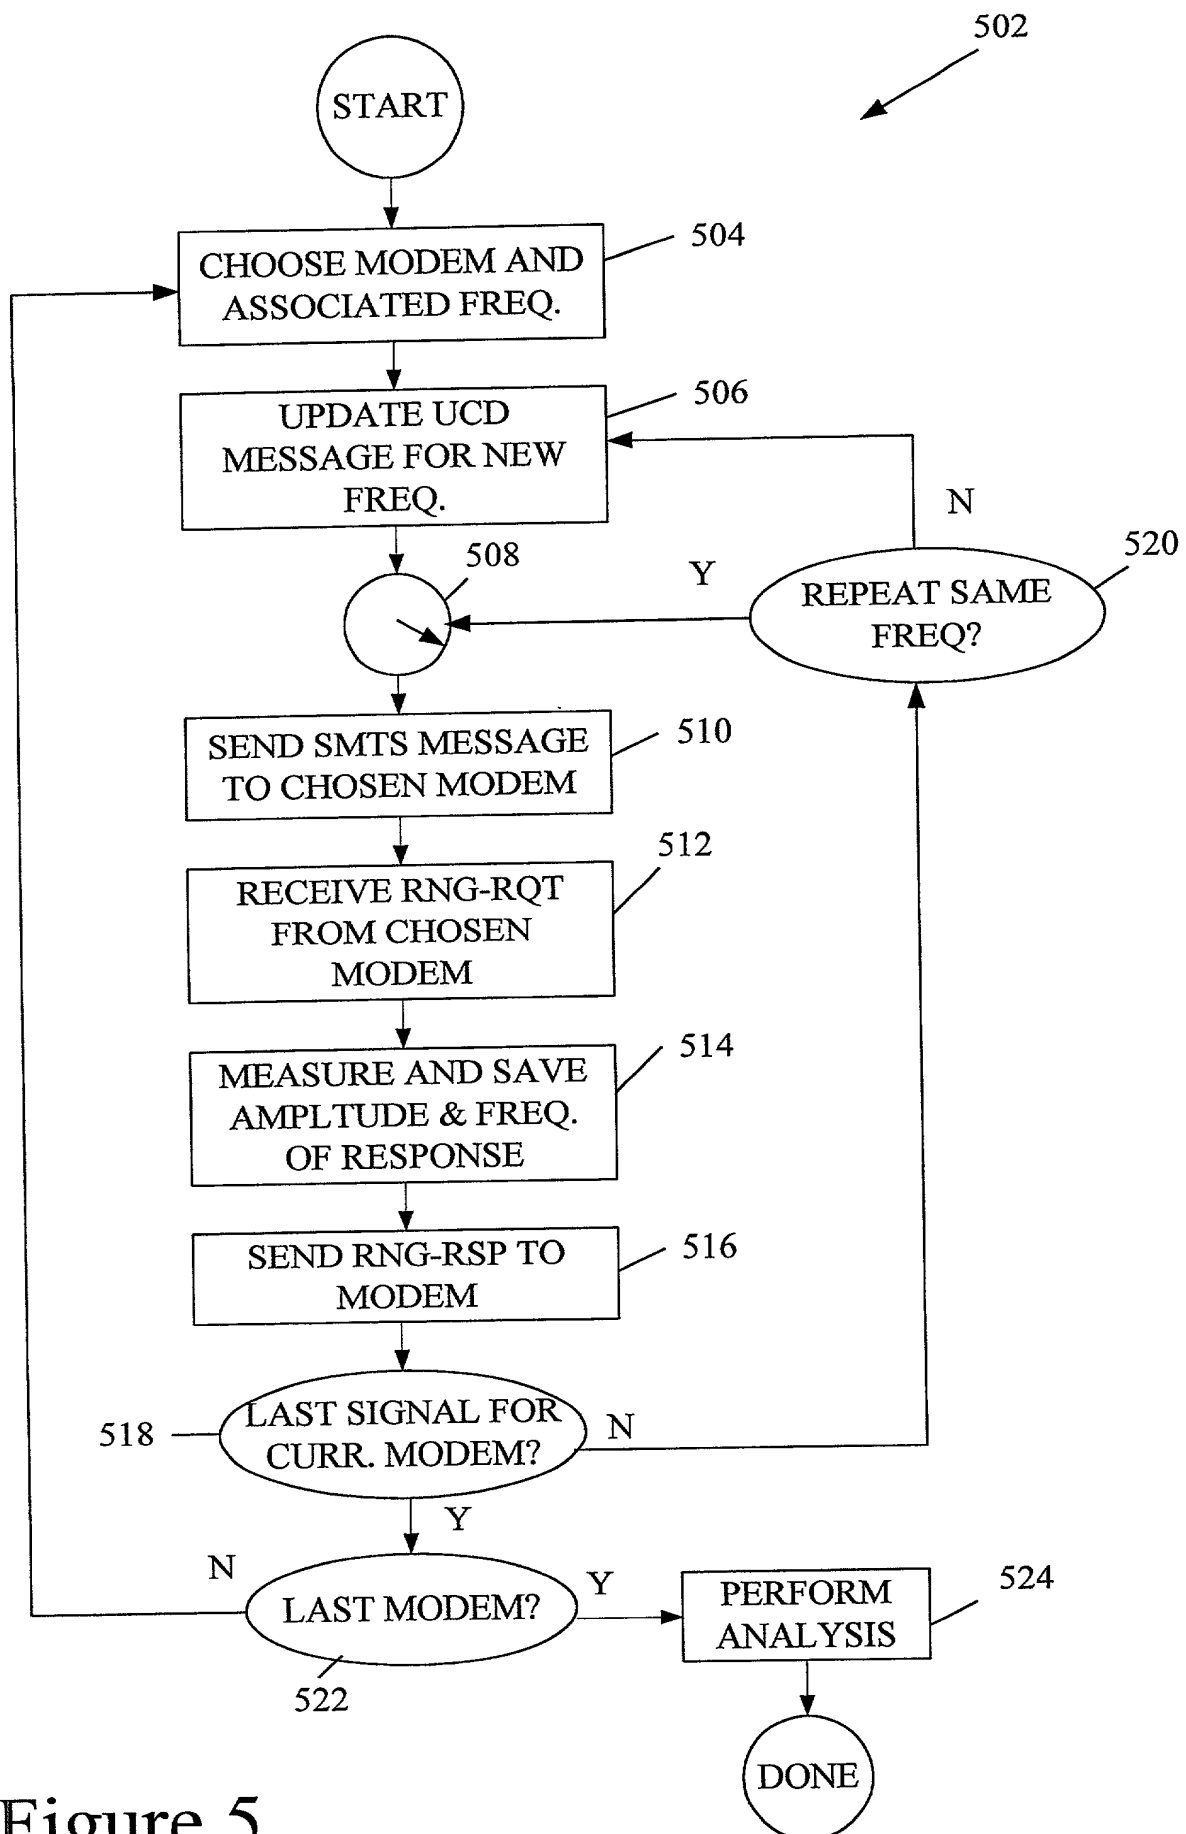 502
START
504
CHOOSE MODEM AND
ASSOCIATED FREQ.
506
UPDATE UCD
MESSAGE FOR NEW
FREQ.
N
508
Y
520
REPEAT SAME
FREQ?
510
SEND SMTS MESSAGE
TO CHOSEN MODEM
512
RECEIVE RNG-RQT
FROM CHOSEN
MODEM
514
MEASURE AND SAVE
AMPLTUDE & FREQ.
OF RESPONSE
516
SEND RNG-RSP TO
MODEM
518
LAST SIGNAL FOR
CURR. MODEM?
N
Y
N
LAST MODEM?
Y
522
524
PERFORM
ANALYSIS
DONE
Figure 5